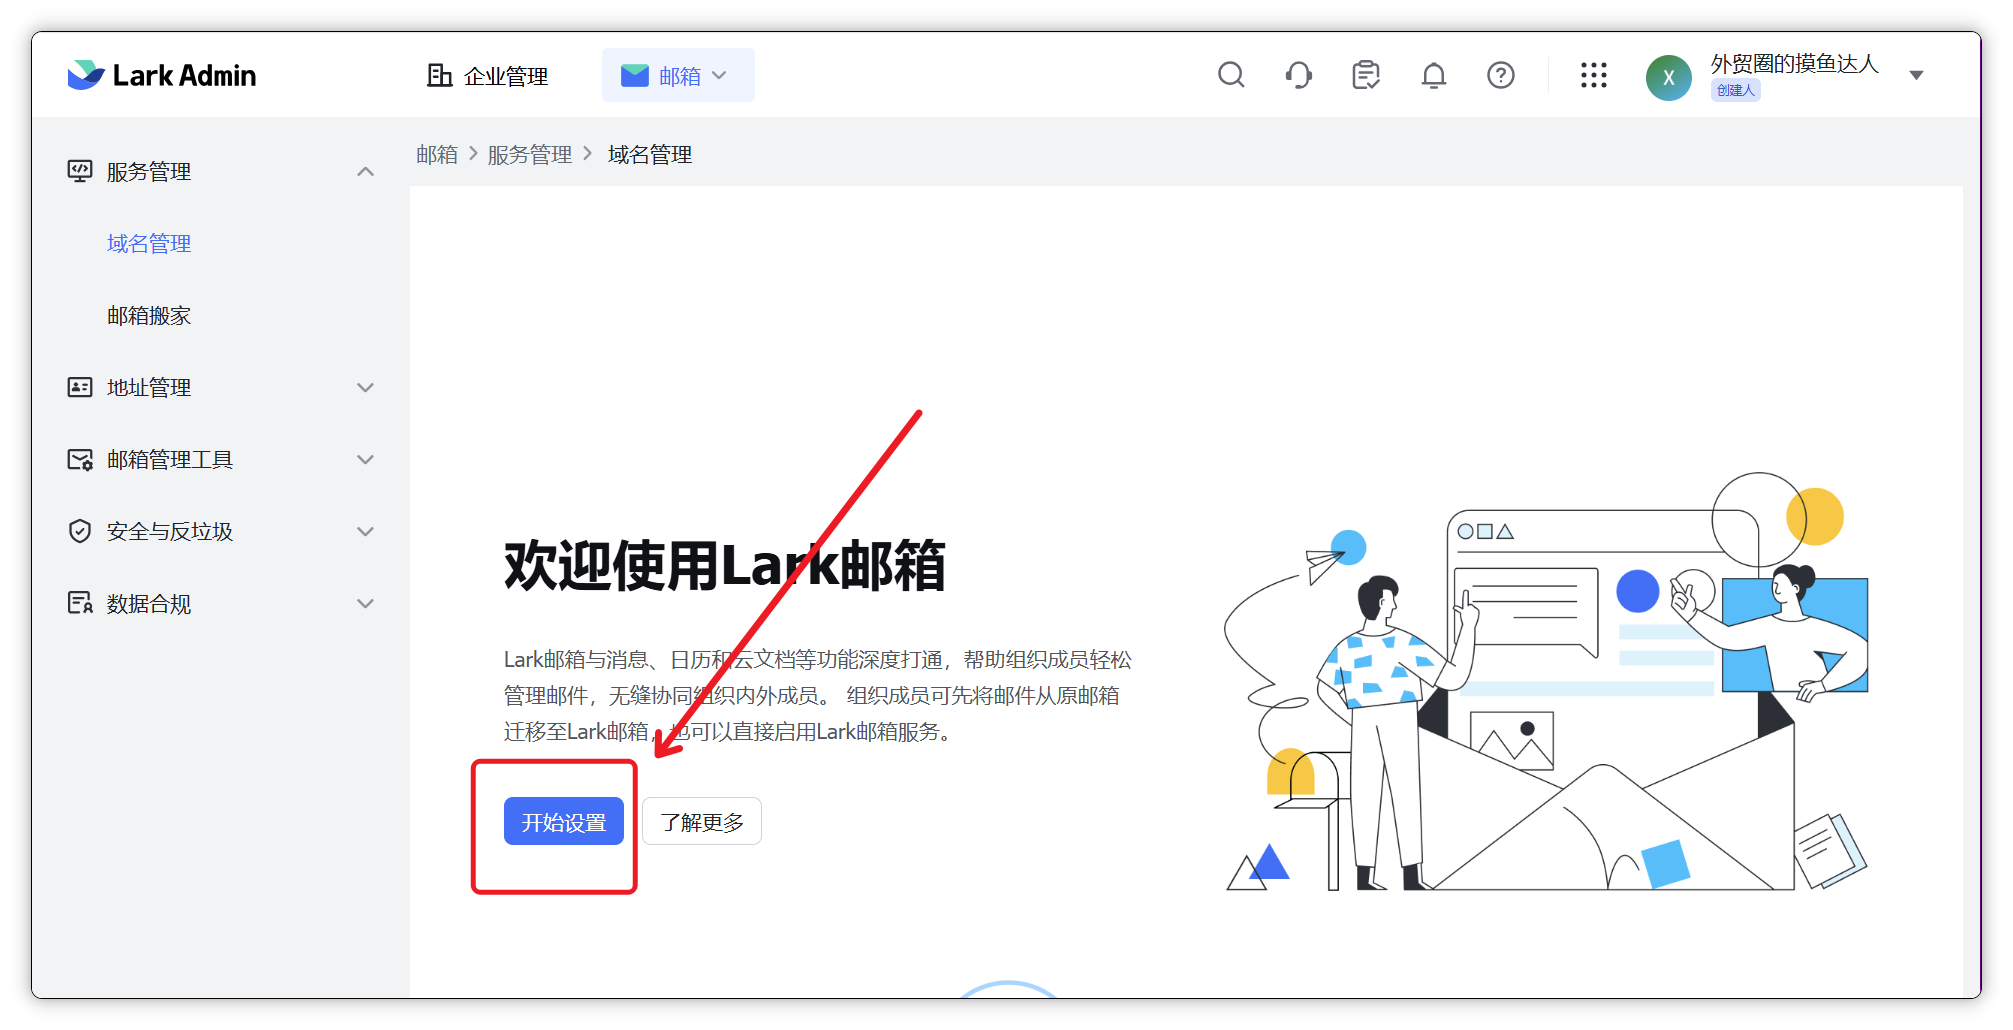 Lark Admin
企业管理
邮箱
X
外贸圈的摸鱼达人
创建人
服务管理
域名管理
邮箱搬家
地址管理
邮箱管理工具
安全与反垃圾
数据合规
邮箱 > 服务管理 > 域名管理
欢迎使用Lark邮箱
Lark邮箱与消息、日历和云文档等功能深度打通，帮助组织成员轻松
管理邮件，无缝协同组织内外成员。 组织成员可先将邮件从原邮箱
迁移至Lark邮箱，也可以直接启用Lark邮箱服务。
开始设置
了解更多